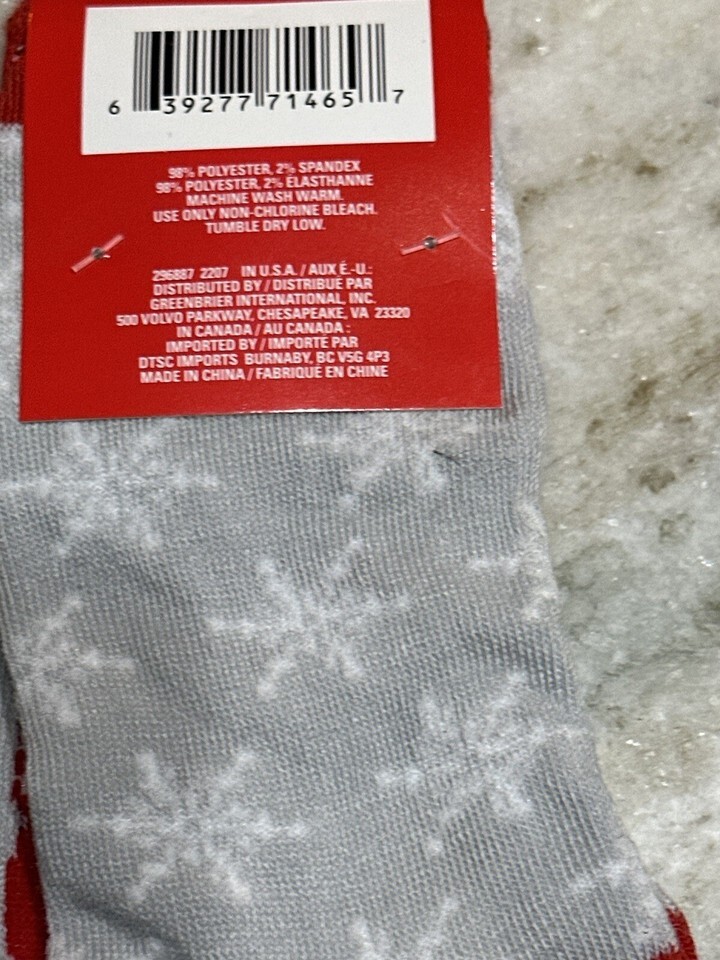 6 39277 71465 7
98% POLYESTER, 2% SPANDEX
98% POLYESTER, 2% ÉLASTHANNE
MACHINE WASH WARM.
USE ONLY NON-CHLORINE BLEACH.
TUMBLE DRY LOW.
296887 2207 IN U.S.A. / AUX É.-U.:
DISTRIBUTED BY / DISTRIBUÉ PAR
GREENBRIER INTERNATIONAL, INC.
500 VOLVO PARKWAY, CHESAPEAKE, VA 23320
IN CANADA / AU CANADA :
IMPORTED BY / IMPORTÉ PAR
DTSC IMPORTS BURNABY, BC V5G 4P3
MADE IN CHINA / FABRIQUÉ EN CHINE